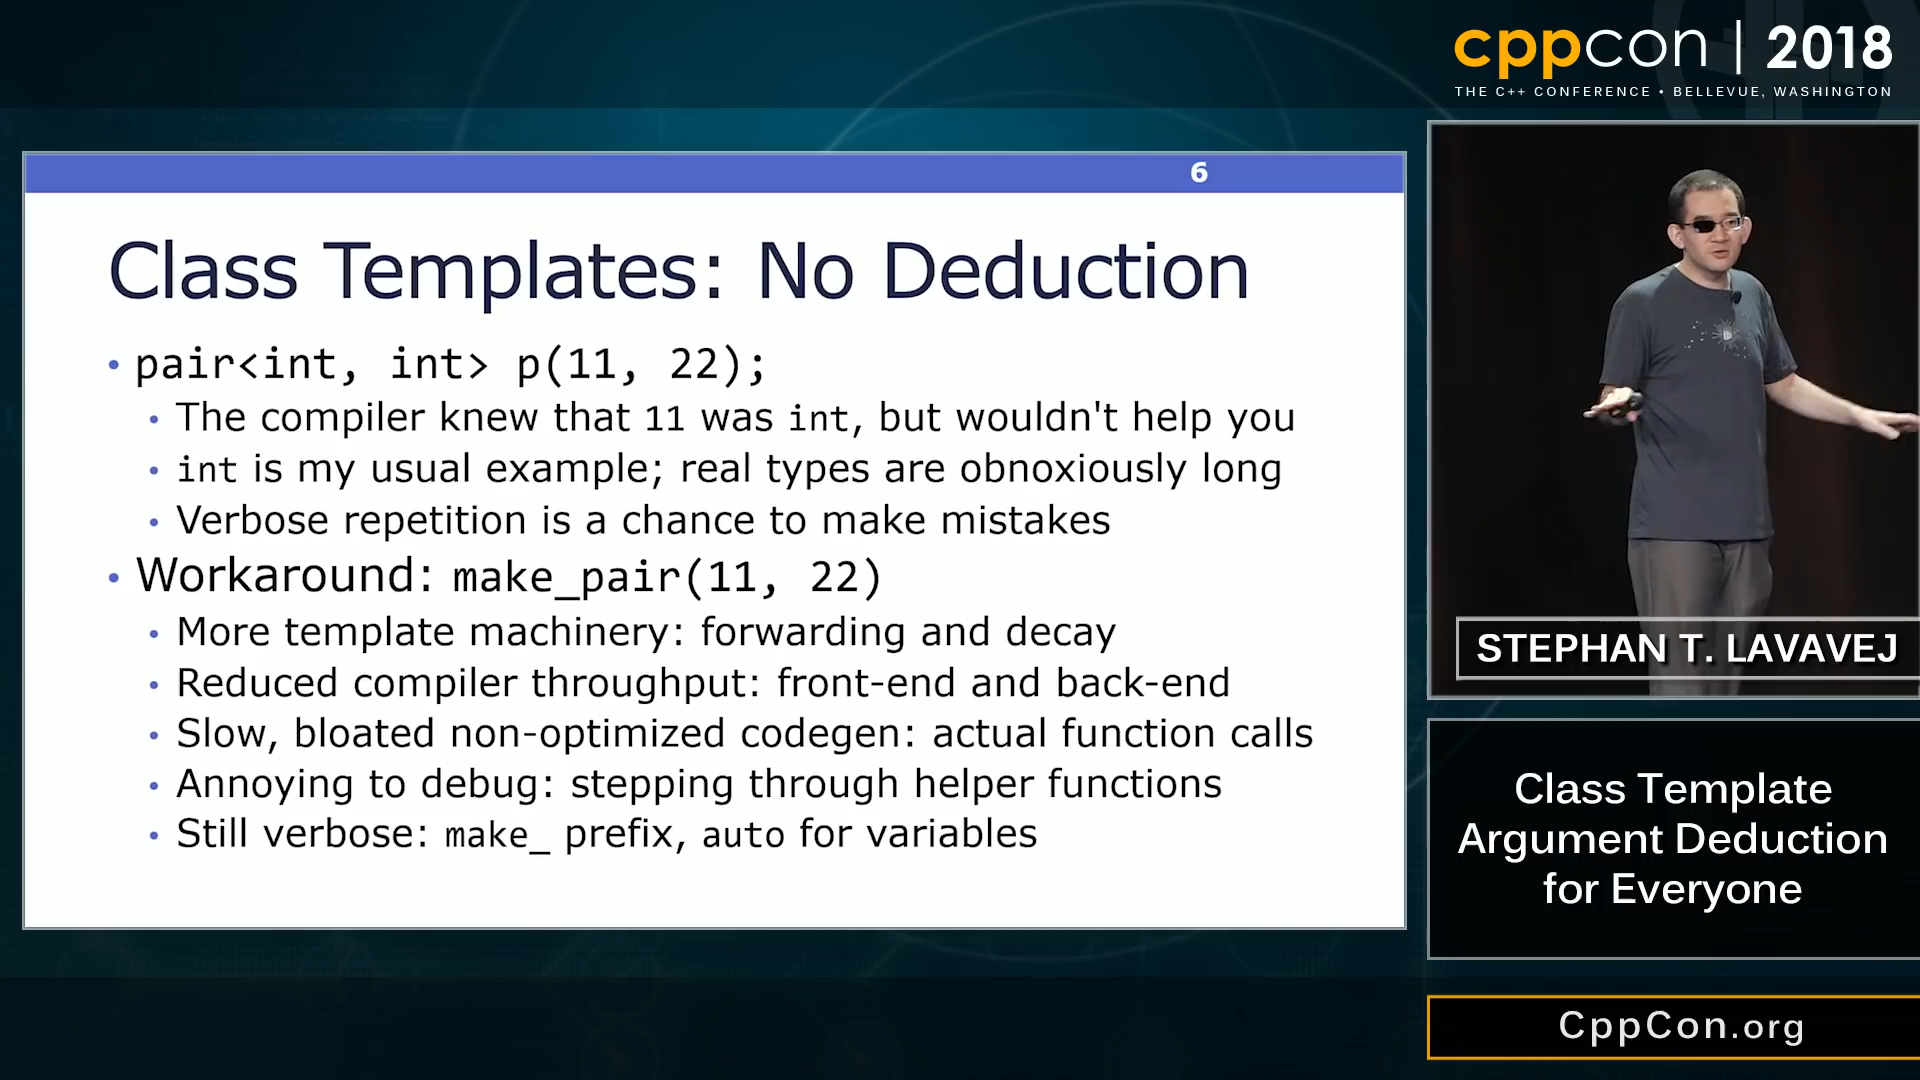 cppcon | 2018
THE C++ CONFERENCE • BELLEVUE, WASHINGTON
6
Class Templates: No Deduction
• pair<int, int> p(11, 22);
• The compiler knew that 11 was int, but wouldn't help you
• int is my usual example; real types are obnoxiously long
• Verbose repetition is a chance to make mistakes
• Workaround: make_pair(11, 22)
• More template machinery: forwarding and decay
• Reduced compiler throughput: front-end and back-end
• Slow, bloated non-optimized codegen: actual function calls
• Annoying to debug: stepping through helper functions
• Still verbose: make_ prefix, auto for variables
STEPHAN T. LAVAVEJ
Class Template
Argument Deduction
for Everyone
CppCon.org